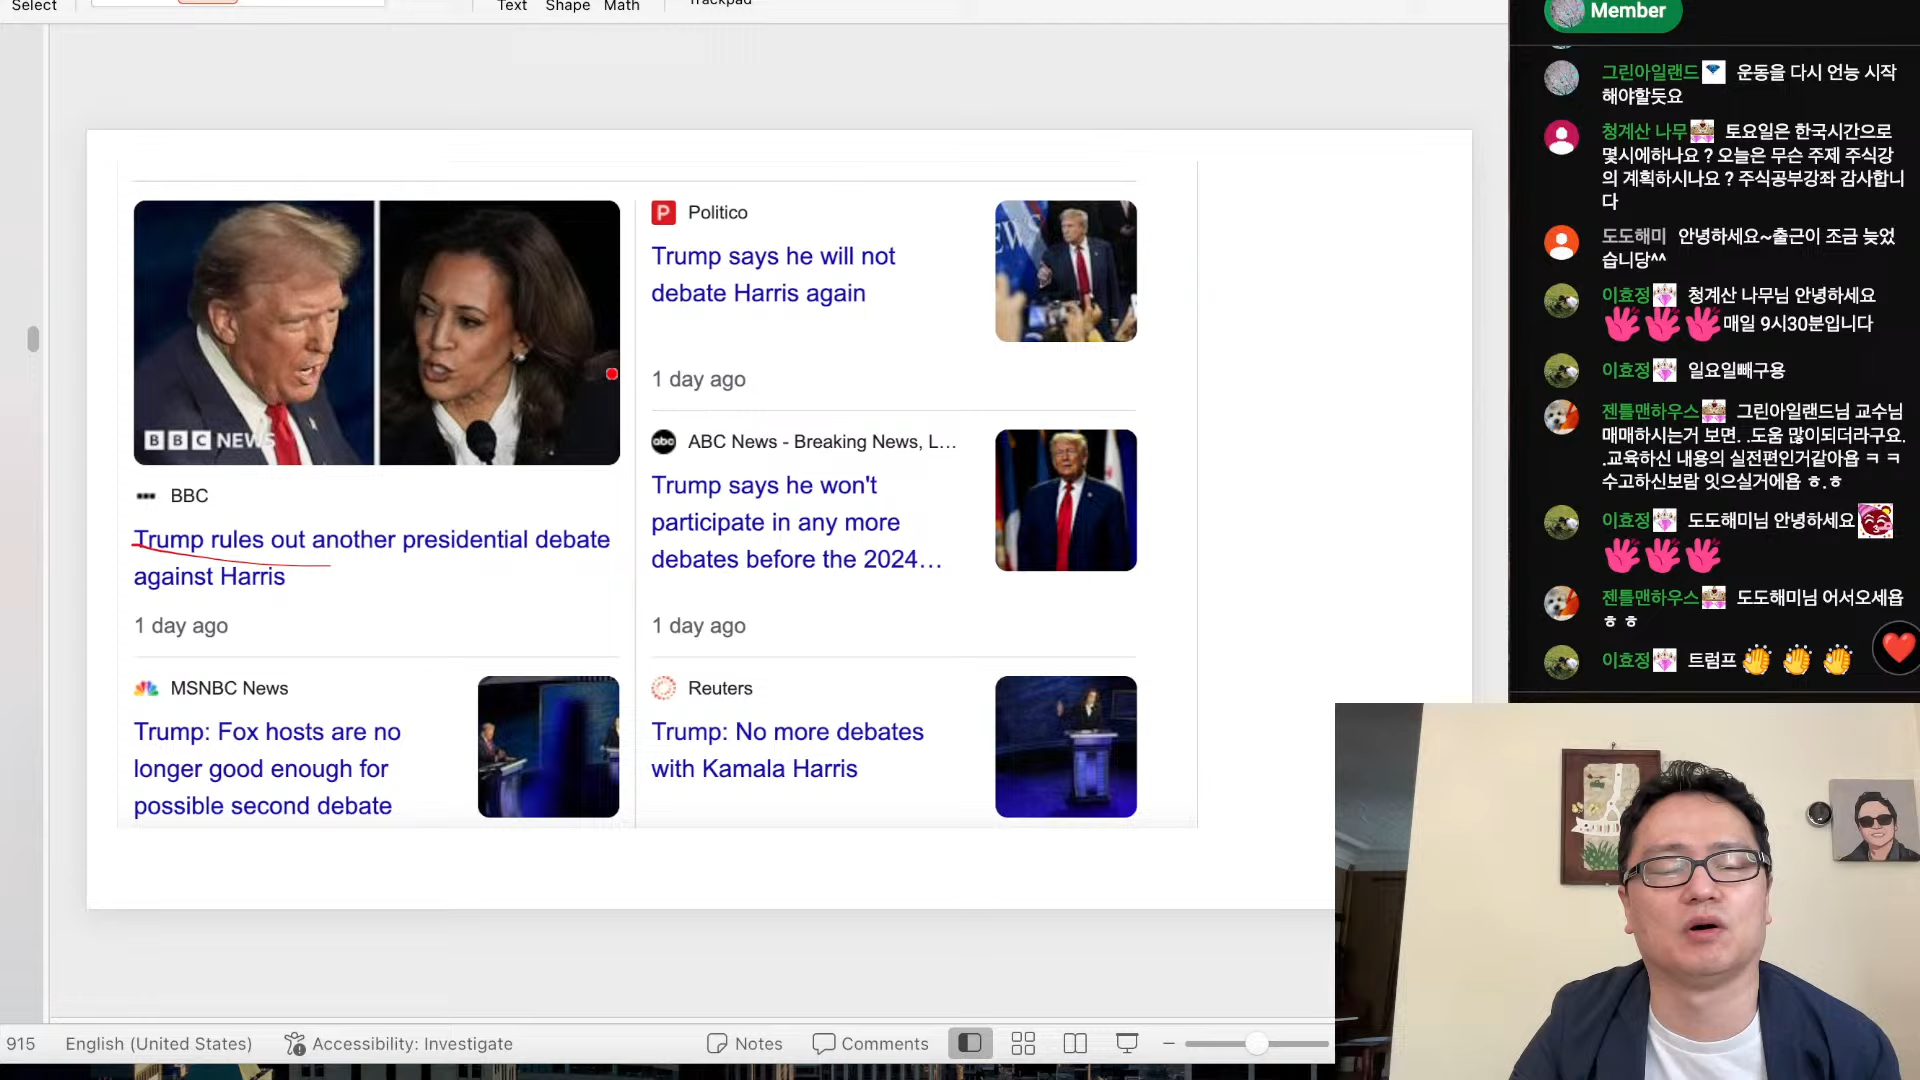 Select
Text
Shape
Math
Politico
Trump says he will not
debate Harris again
1 day ago
BBC NEWS
BBC
Trump rules out another presidential debate
against Harris
1 day ago
ABC News - Breaking News, L...
Trump says he won't
participate in any more
debates before the 2024...
1 day ago
MSNBC News
Trump: Fox hosts are no
longer good enough for
possible second debate
Reuters
Trump: No more debates
with Kamala Harris
915
English (United States)
Accessibility: Investigate
Notes
Comments
Member
그린아일랜드 운동을 다시 언능 시작
해야할듯요
청계산 나무 토요일은 한국시간으로
몇시에하나요 ? 오늘은 무슨 주제 주식강
의 계획하시나요 ? 주식공부강좌 감사합니
다
도도해미 안녕하세요~출근이 조금 늦었
습니당^^
이효정 청계산 나무님 안녕하세요
매일 9시30분입니다
이효정 일요일빼구용
젠틀맨하우스 그린아일랜드님 교수님
매매하시는거 보면. .도움 많이되더라구요.
.교육하신 내용의 실전편인거같아욥 ㅋ ㅋ
수고하신보람 잇으실거에욥 ㅎ.ㅎ
이효정 도도해미님 안녕하세요
젠틀맨하우스 도도해미님 어서오세욥
ㅎ ㅎ
이효정 트럼프